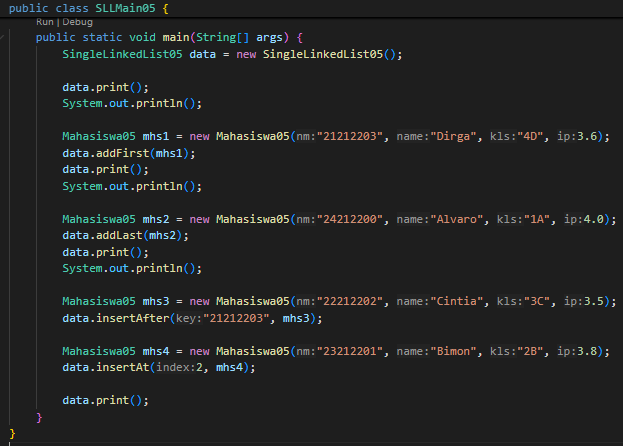 public class SLLMain05 {
Run | Debug
public static void main(String[] args) {
SingleLinkedList05 data = new SingleLinkedList05();
data.print();
System.out.println();
Mahasiswa05 mhs1 = new Mahasiswa05(nm:"21212203", name:"Dirga", kls:"4D", ip:3.6);
data.addFirst(mhs1);
data.print();
System.out.println();
Mahasiswa05 mhs2 = new Mahasiswa05(nm:"24212200", name:"Alvaro", kls:"1A", ip:4.0);
data.addLast(mhs2);
data.print();
System.out.println();
Mahasiswa05 mhs3 = new Mahasiswa05(nm:"22212202", name:"Cintia", kls:"3C", ip:3.5);
data.insertAfter(key:"21212203", mhs3);
Mahasiswa05 mhs4 = new Mahasiswa05(nm:"23212201", name:"Bimon", kls:"2B", ip:3.8);
data.insertAt(index:2, mhs4);
data.print();
}
}